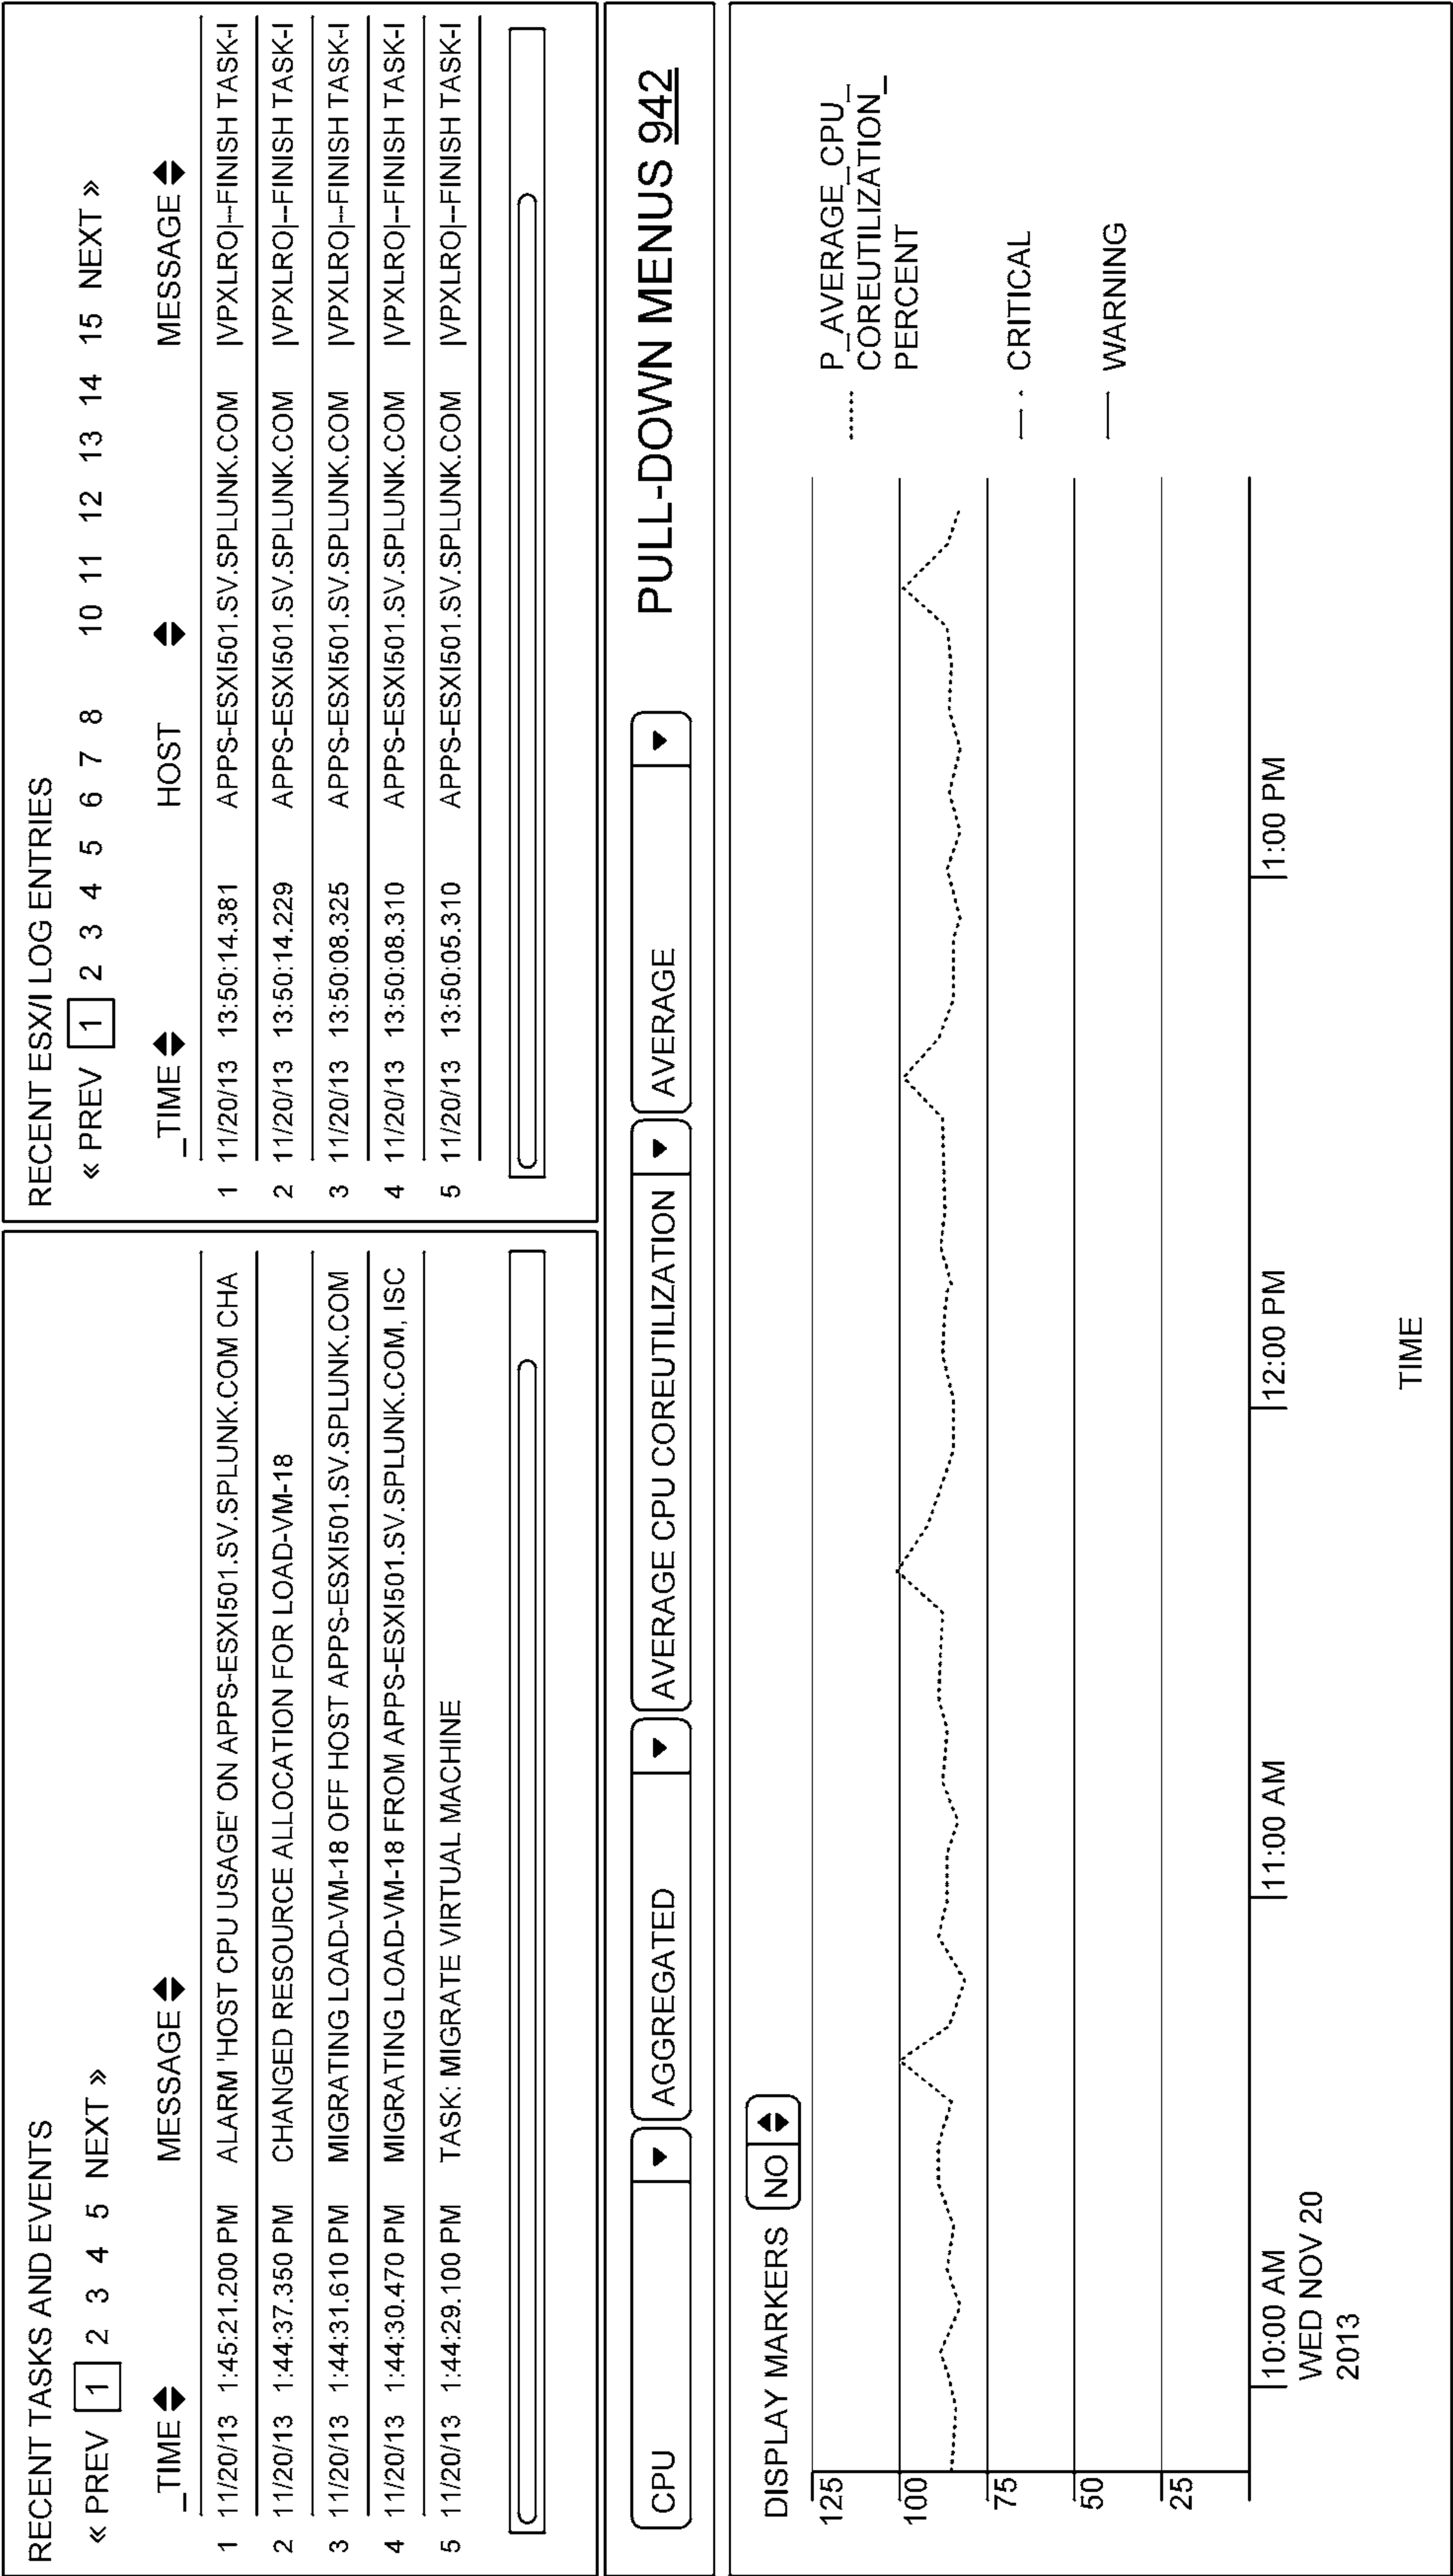 RECENT TASKS AND EVENTS
« PREV 1 2 3 4 5 NEXT »
_TIME MESSAGE
1 11/20/13 1:45:21.200 PM ALARM 'HOST CPU USAGE' ON APPS-ESXI501.SV.SPLUNK.COM CHA
2 11/20/13 1:44:37.350 PM CHANGED RESOURCE ALLOCATION FOR LOAD-VM-18
3 11/20/13 1:44:31.610 PM MIGRATING LOAD-VM-18 OFF HOST APPS-ESXI501.SV.SPLUNK.COM
4 11/20/13 1:44:30.470 PM MIGRATING LOAD-VM-18 FROM APPS-ESXI501.SV.SPLUNK.COM, ISC
5 11/20/13 1:44:29.100 PM TASK: MIGRATE VIRTUAL MACHINE
RECENT ESX/I LOG ENTRIES
« PREV 1 2 3 4 5 6 7 8 10 11 12 13 14 15 NEXT »
_TIME HOST MESSAGE
1 11/20/13 13:50:14.381 APPS-ESXI501.SV.SPLUNK.COM |VPXLRO|--FINISH TASK-I
2 11/20/13 13:50:14.229 APPS-ESXI501.SV.SPLUNK.COM |VPXLRO|--FINISH TASK-I
3 11/20/13 13:50:08.325 APPS-ESXI501.SV.SPLUNK.COM |VPXLRO|--FINISH TASK-I
4 11/20/13 13:50:08.310 APPS-ESXI501.SV.SPLUNK.COM |VPXLRO|--FINISH TASK-I
5 11/20/13 13:50:05.310 APPS-ESXI501.SV.SPLUNK.COM |VPXLRO|--FINISH TASK-I
CPU AGGREGATED AVERAGE CPU COREUTILIZATION AVERAGE PULL-DOWN MENUS 942
DISPLAY MARKERS NO
125
100
75
50
25
10:00 AM 11:00 AM 12:00 PM 1:00 PM
WED NOV 20
2013
TIME
P_AVERAGE_CPU_
COREUTILIZATION_
PERCENT
CRITICAL
WARNING